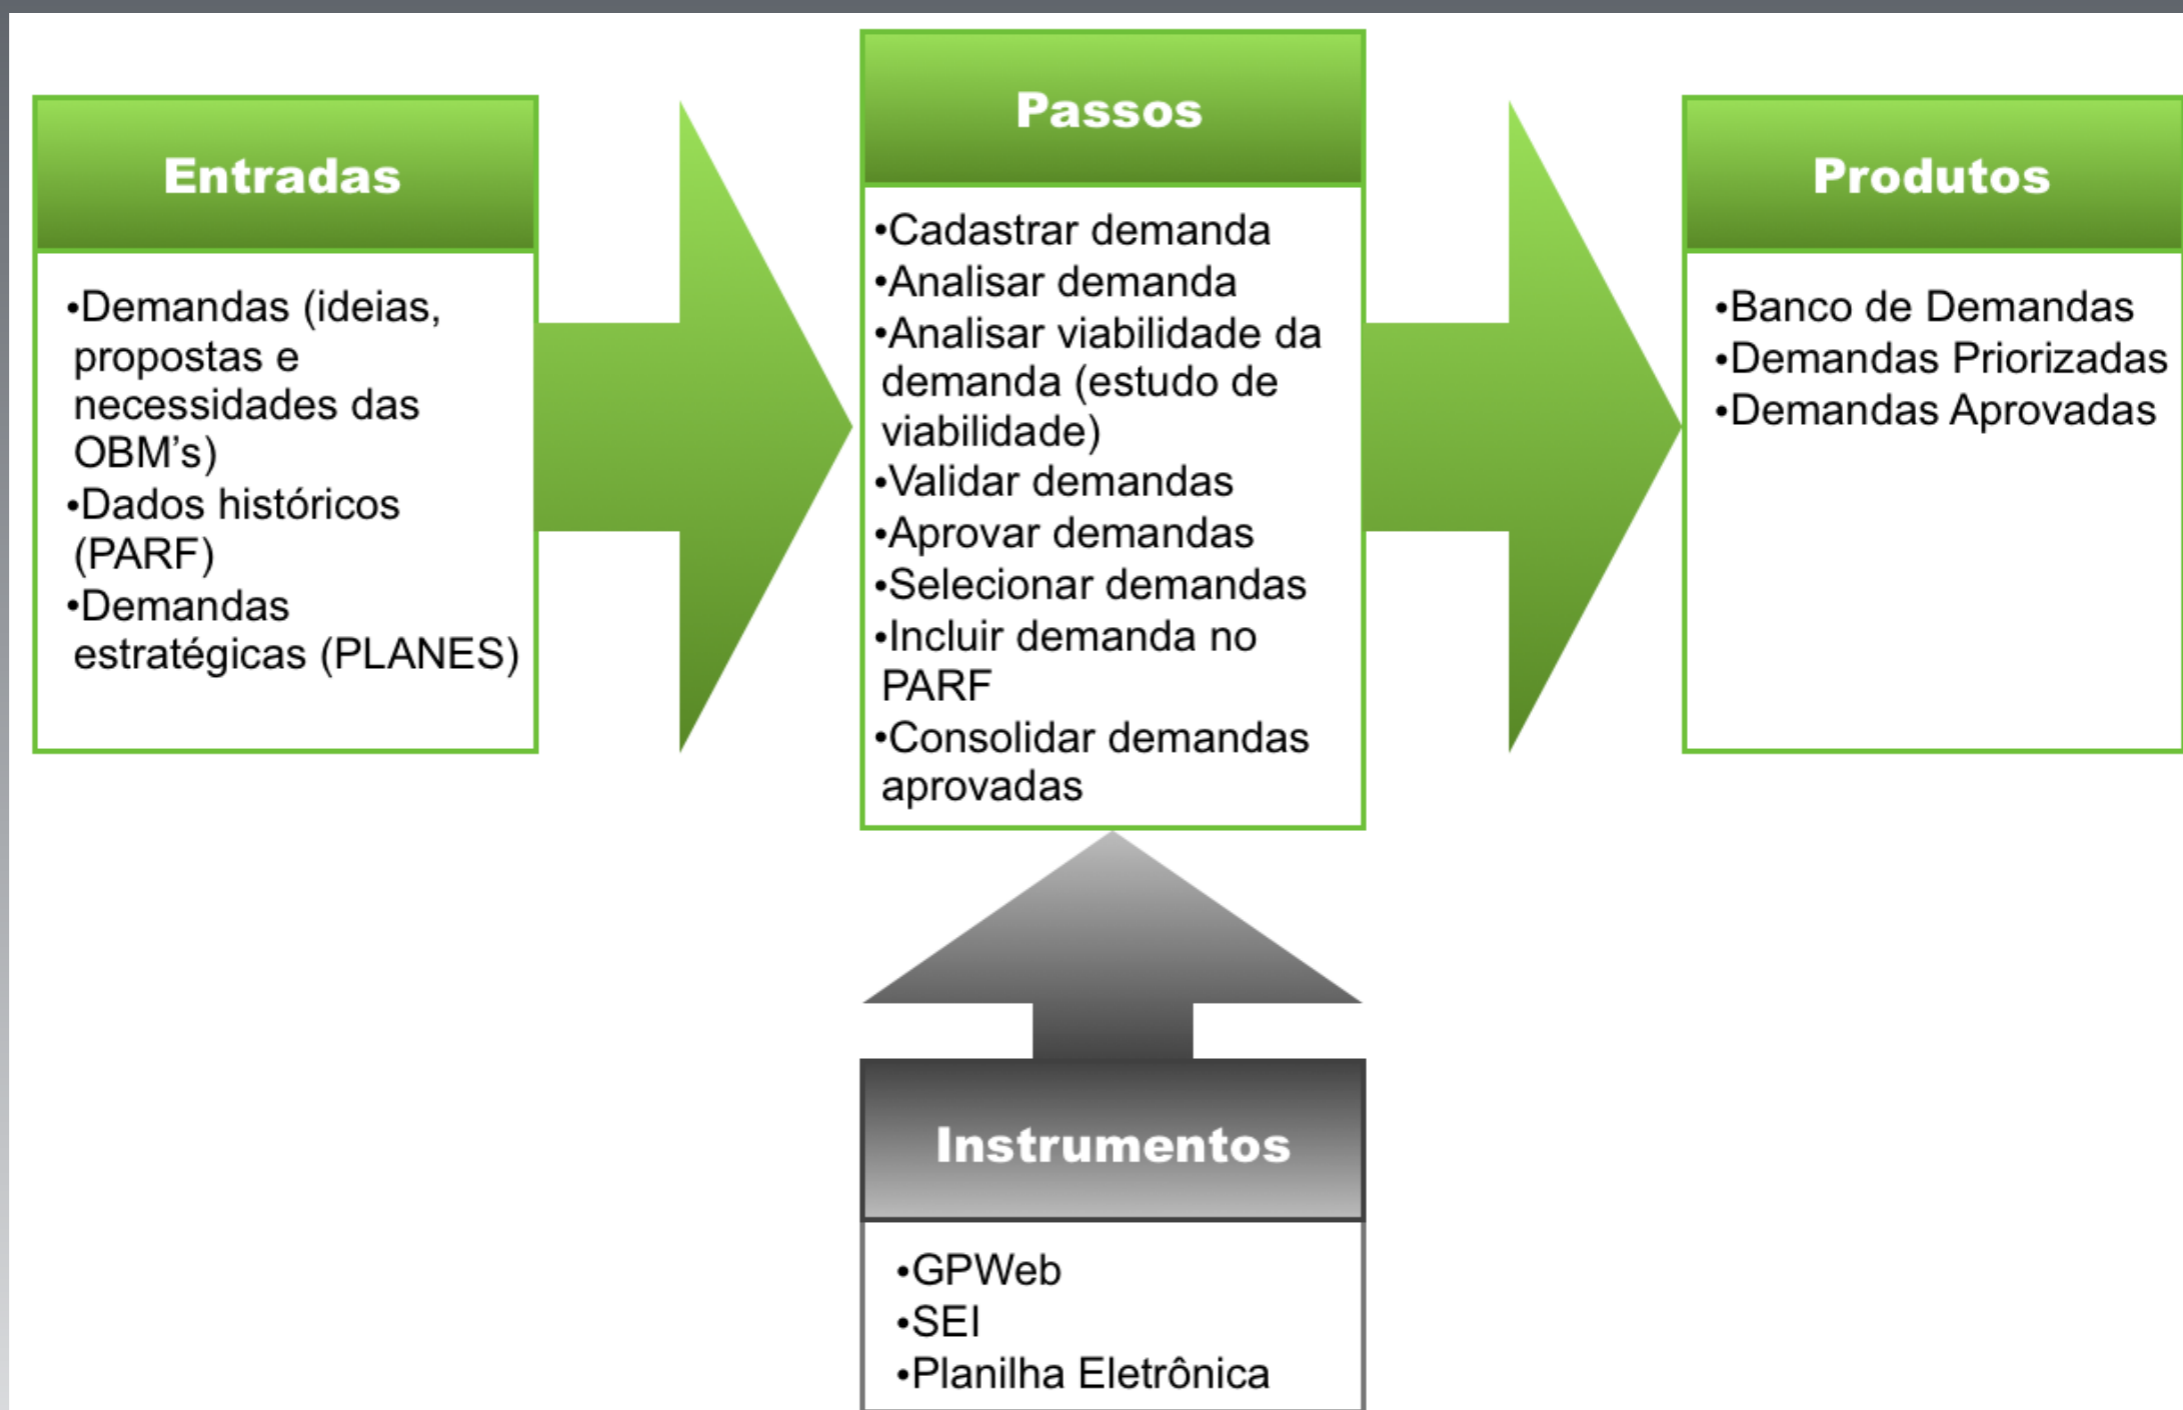 Entradas
•Demandas (ideias,
propostas e
necessidades das
OBM’s)
•Dados históricos
(PARF)
•Demandas
estratégicas (PLANES)
Passos
•Cadastrar demanda
•Analisar demanda
•Analisar viabilidade da
demanda (estudo de
viabilidade)
•Validar demandas
•Aprovar demandas
•Selecionar demandas
•Incluir demanda no
PARF
•Consolidar demandas
aprovadas
Produtos
•Banco de Demandas
•Demandas Priorizadas
•Demandas Aprovadas
Instrumentos
•GPWeb
•SEI
•Planilha Eletrônica